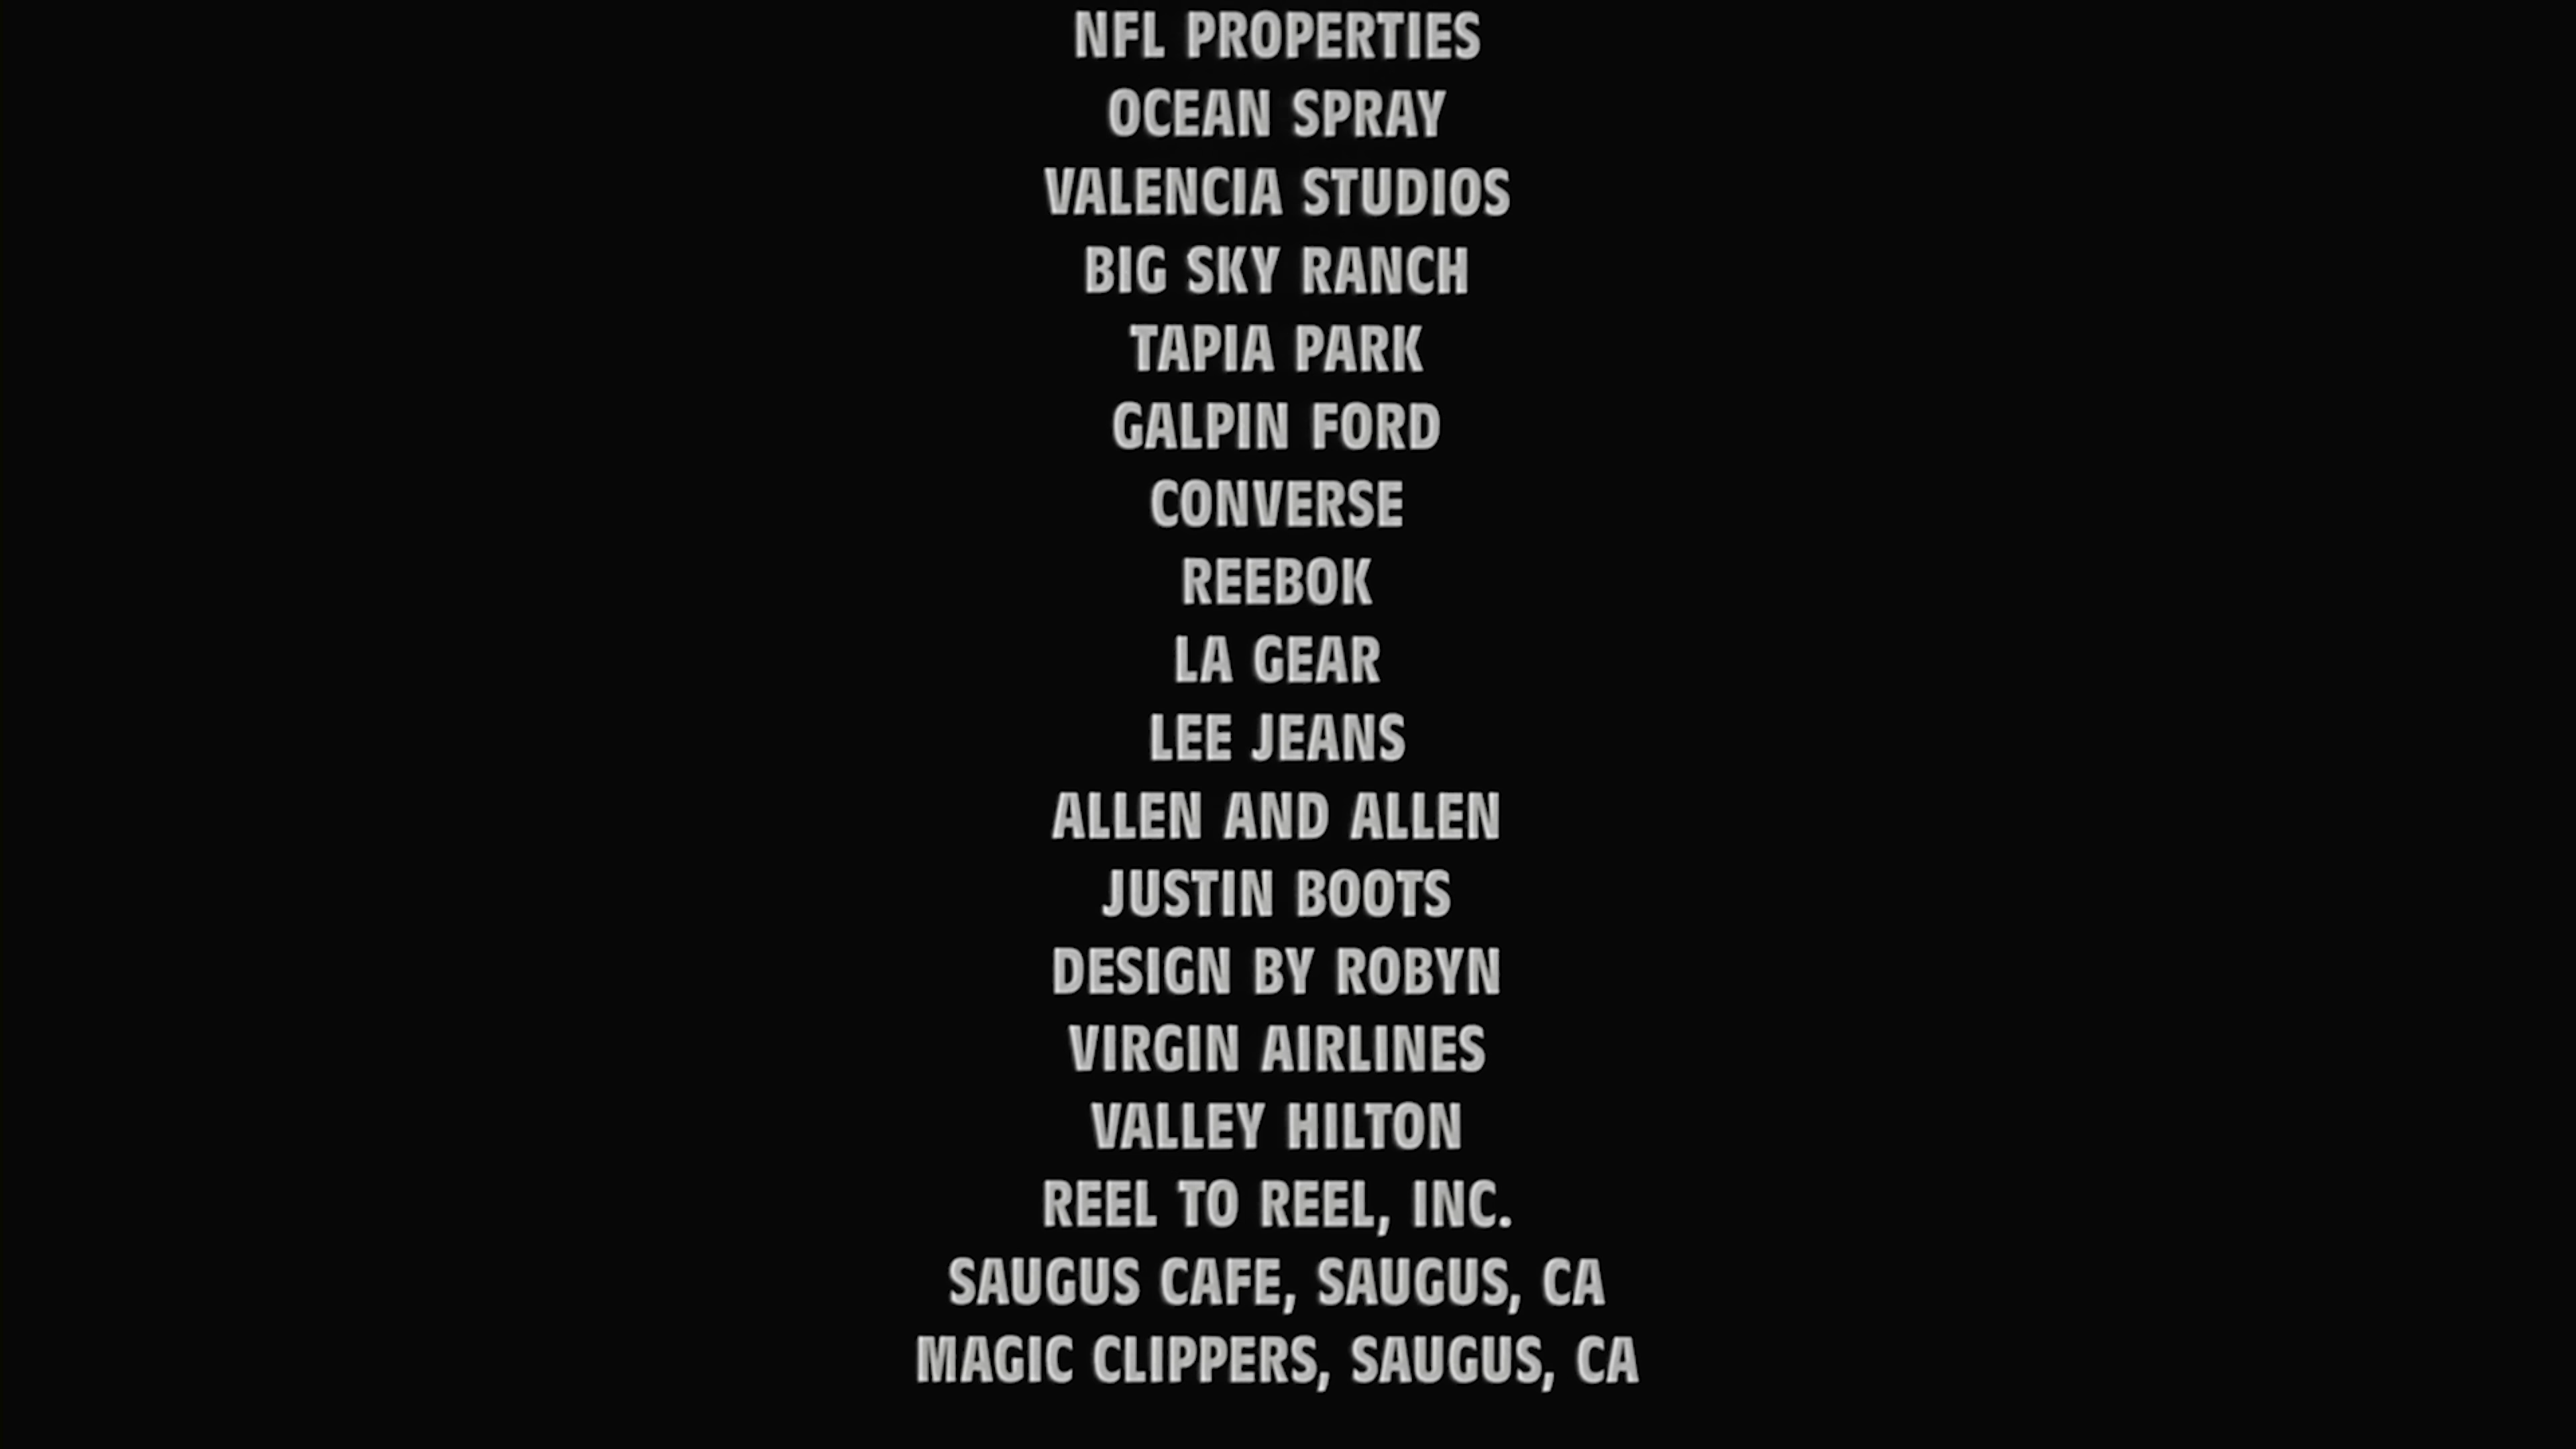 NFL PROPERTIES
OCEAN SPRAY
VALENCIA STUDIOS
BIG SKY RANCH
TAPIA PARK
GALPIN FORD
CONVERSE
REEBOK
LA GEAR
LEE JEANS
ALLEN AND ALLEN
JUSTIN BOOTS
DESIGN BY ROBYN
VIRGIN AIRLINES
VALLEY HILTON
REEL TO REEL, INC.
SAUGUS CAFE, SAUGUS, CA
MAGIC CLIPPERS, SAUGUS, CA